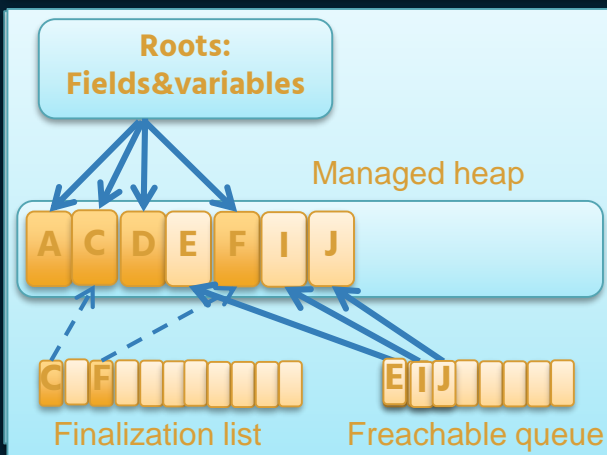 Roots:
Fields&variables
Managed heap
A C D E F I J
C F
E I J
Finalization list
Freachable queue